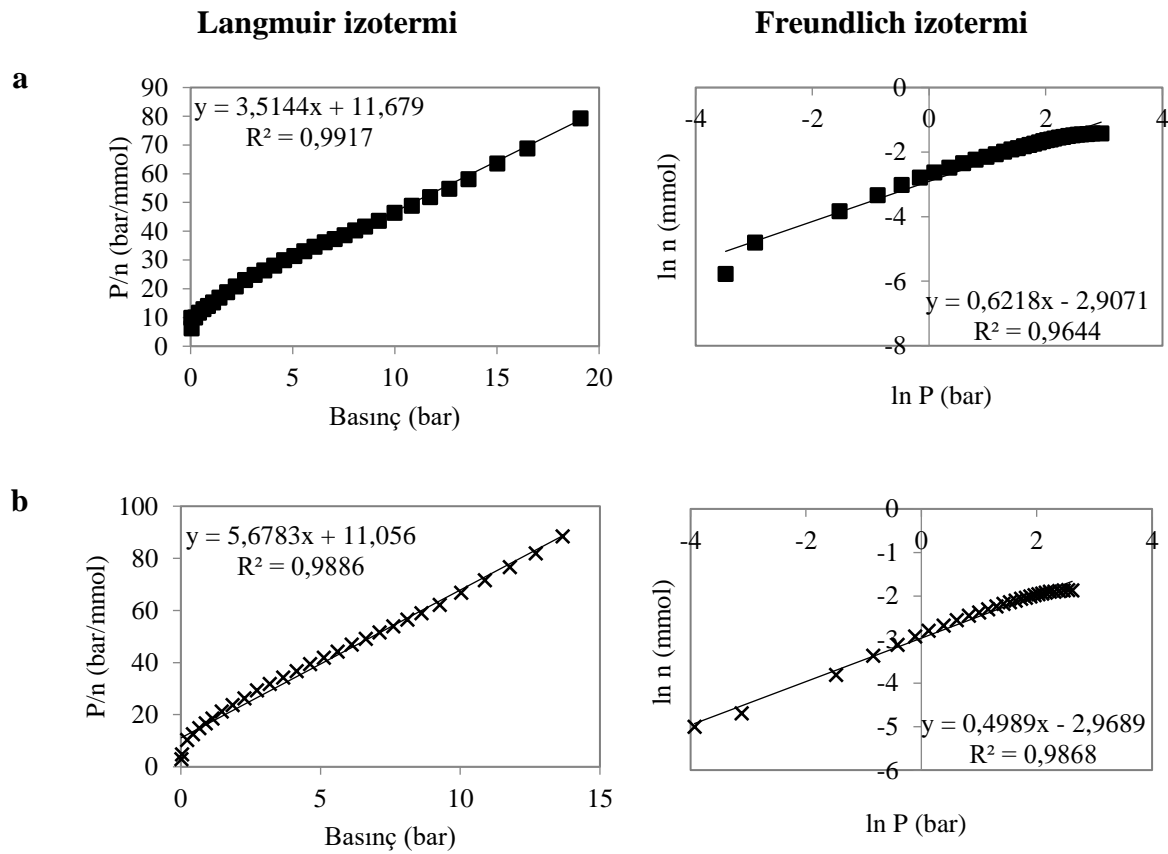 Langmuir izotermi
Freundlich izotermi
a
90
80
70
60
50
40
30
20
10
0
0
5
10
15
20
P/n (bar/mmol)
Basınç (bar)
y = 3,5144x + 11,679
R² = 0,9917
0
-2
-4
-6
-8
-4
-2
0
2
4
ln n (mmol)
ln P (bar)
y = 0,6218x - 2,9071
R² = 0,9644
b
100
80
60
40
20
0
0
5
10
15
P/n (bar/mmol)
Basınç (bar)
y = 5,6783x + 11,056
R² = 0,9886
0
-1
-2
-3
-4
-5
-6
-4
-2
0
2
4
ln n (mmol)
ln P (bar)
y = 0,4989x - 2,9689
R² = 0,9868